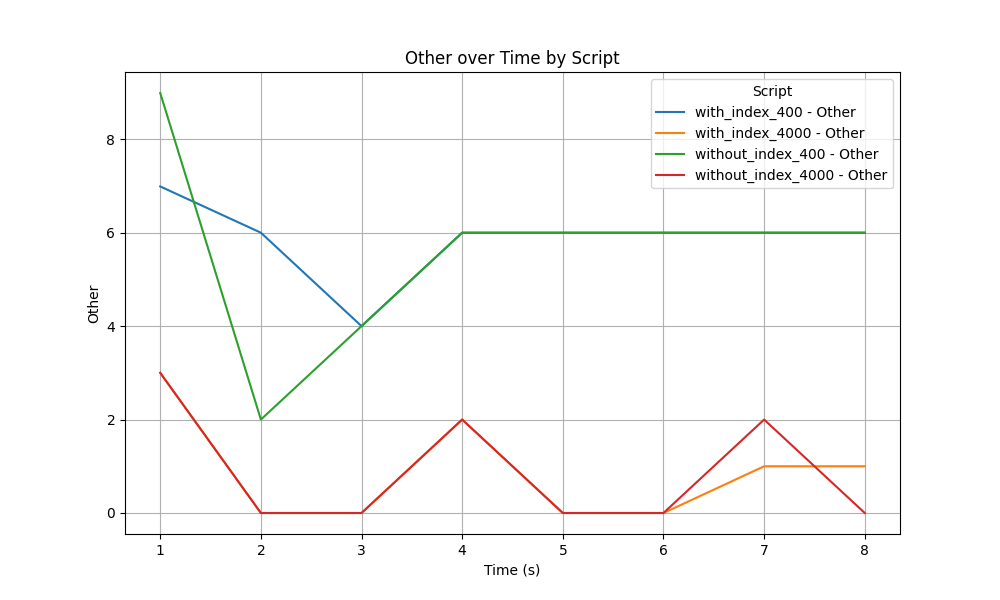 Other over Time by Script
Script
with_index_400 - Other
with_index_4000 - Other
without_index_400 - Other
without_index_4000 - Other
Other
8
6
4
2
0
1 2 3 4 5 6 7 8
Time (s)